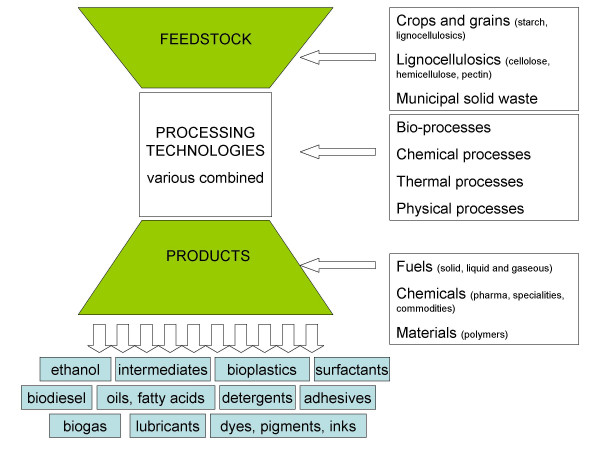 FEEDSTOCK
Crops and grains (starch,
lignocellulosics)
Lignocellulosics (cellolose,
hemicellulose, pectin)
Municipal solid waste
PROCESSING
TECHNOLOGIES
various combined
Bio-processes
Chemical processes
Thermal processes
Physical processes
PRODUCTS
Fuels (solid, liquid and gaseous)
Chemicals (pharma, specialities,
commodities)
Materials (polymers)
ethanol intermediates bioplastics surfactants
biodiesel oils, fatty acids detergents adhesives
biogas lubricants dyes, pigments, inks